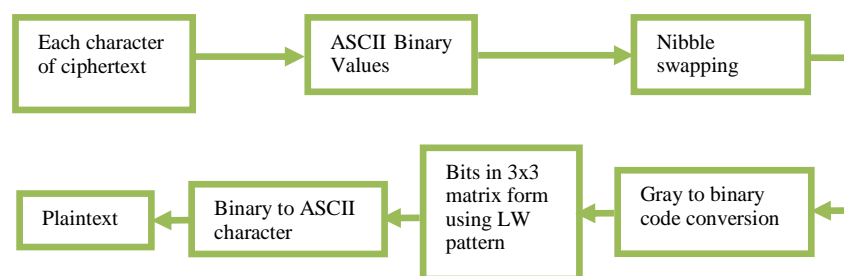 Each character
of ciphertext
ASCII Binary
Values
Nibble
swapping
Plaintext
Binary to ASCII
character
Bits in 3x3
matrix form
using LW
pattern
Gray to binary
code conversion